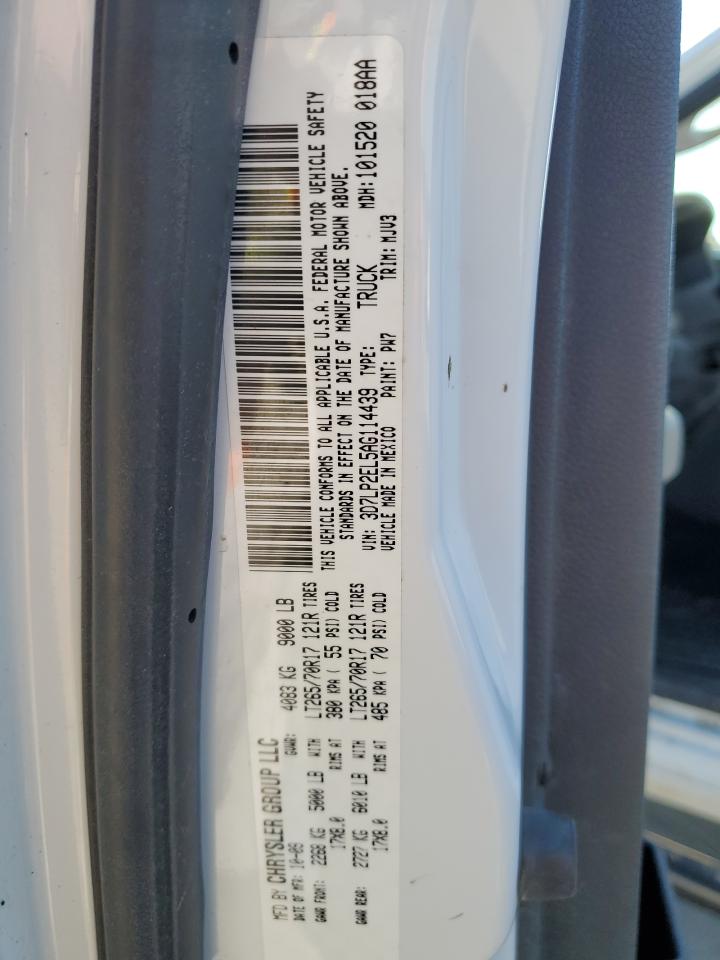 MFD BY CHRYSLER GROUP LLC
DATE OF MFR: 10-09 GVWR: 4083 KG 9000 LB
GAWR FRONT: 2268 KG 5000 LB WITH LT265/70R17 121R TIRES
17X8.0 RIMS AT 380 KPA ( 55 PSI) COLD
GAWR REAR: 2727 KG 6010 LB WITH LT265/70R17 121R TIRES
17X8.0 RIMS AT 485 KPA ( 70 PSI) COLD
THIS VEHICLE CONFORMS TO ALL APPLICABLE U.S.A. FEDERAL MOTOR VEHICLE SAFETY
STANDARDS IN EFFECT ON THE DATE OF MANUFACTURE SHOWN ABOVE.
VIN: 3D7LP2EL5AG114439 TYPE: TRUCK MDH: 101520 018AA
VEHICLE MADE IN MEXICO PAINT: PW7 TRIM: MJV3